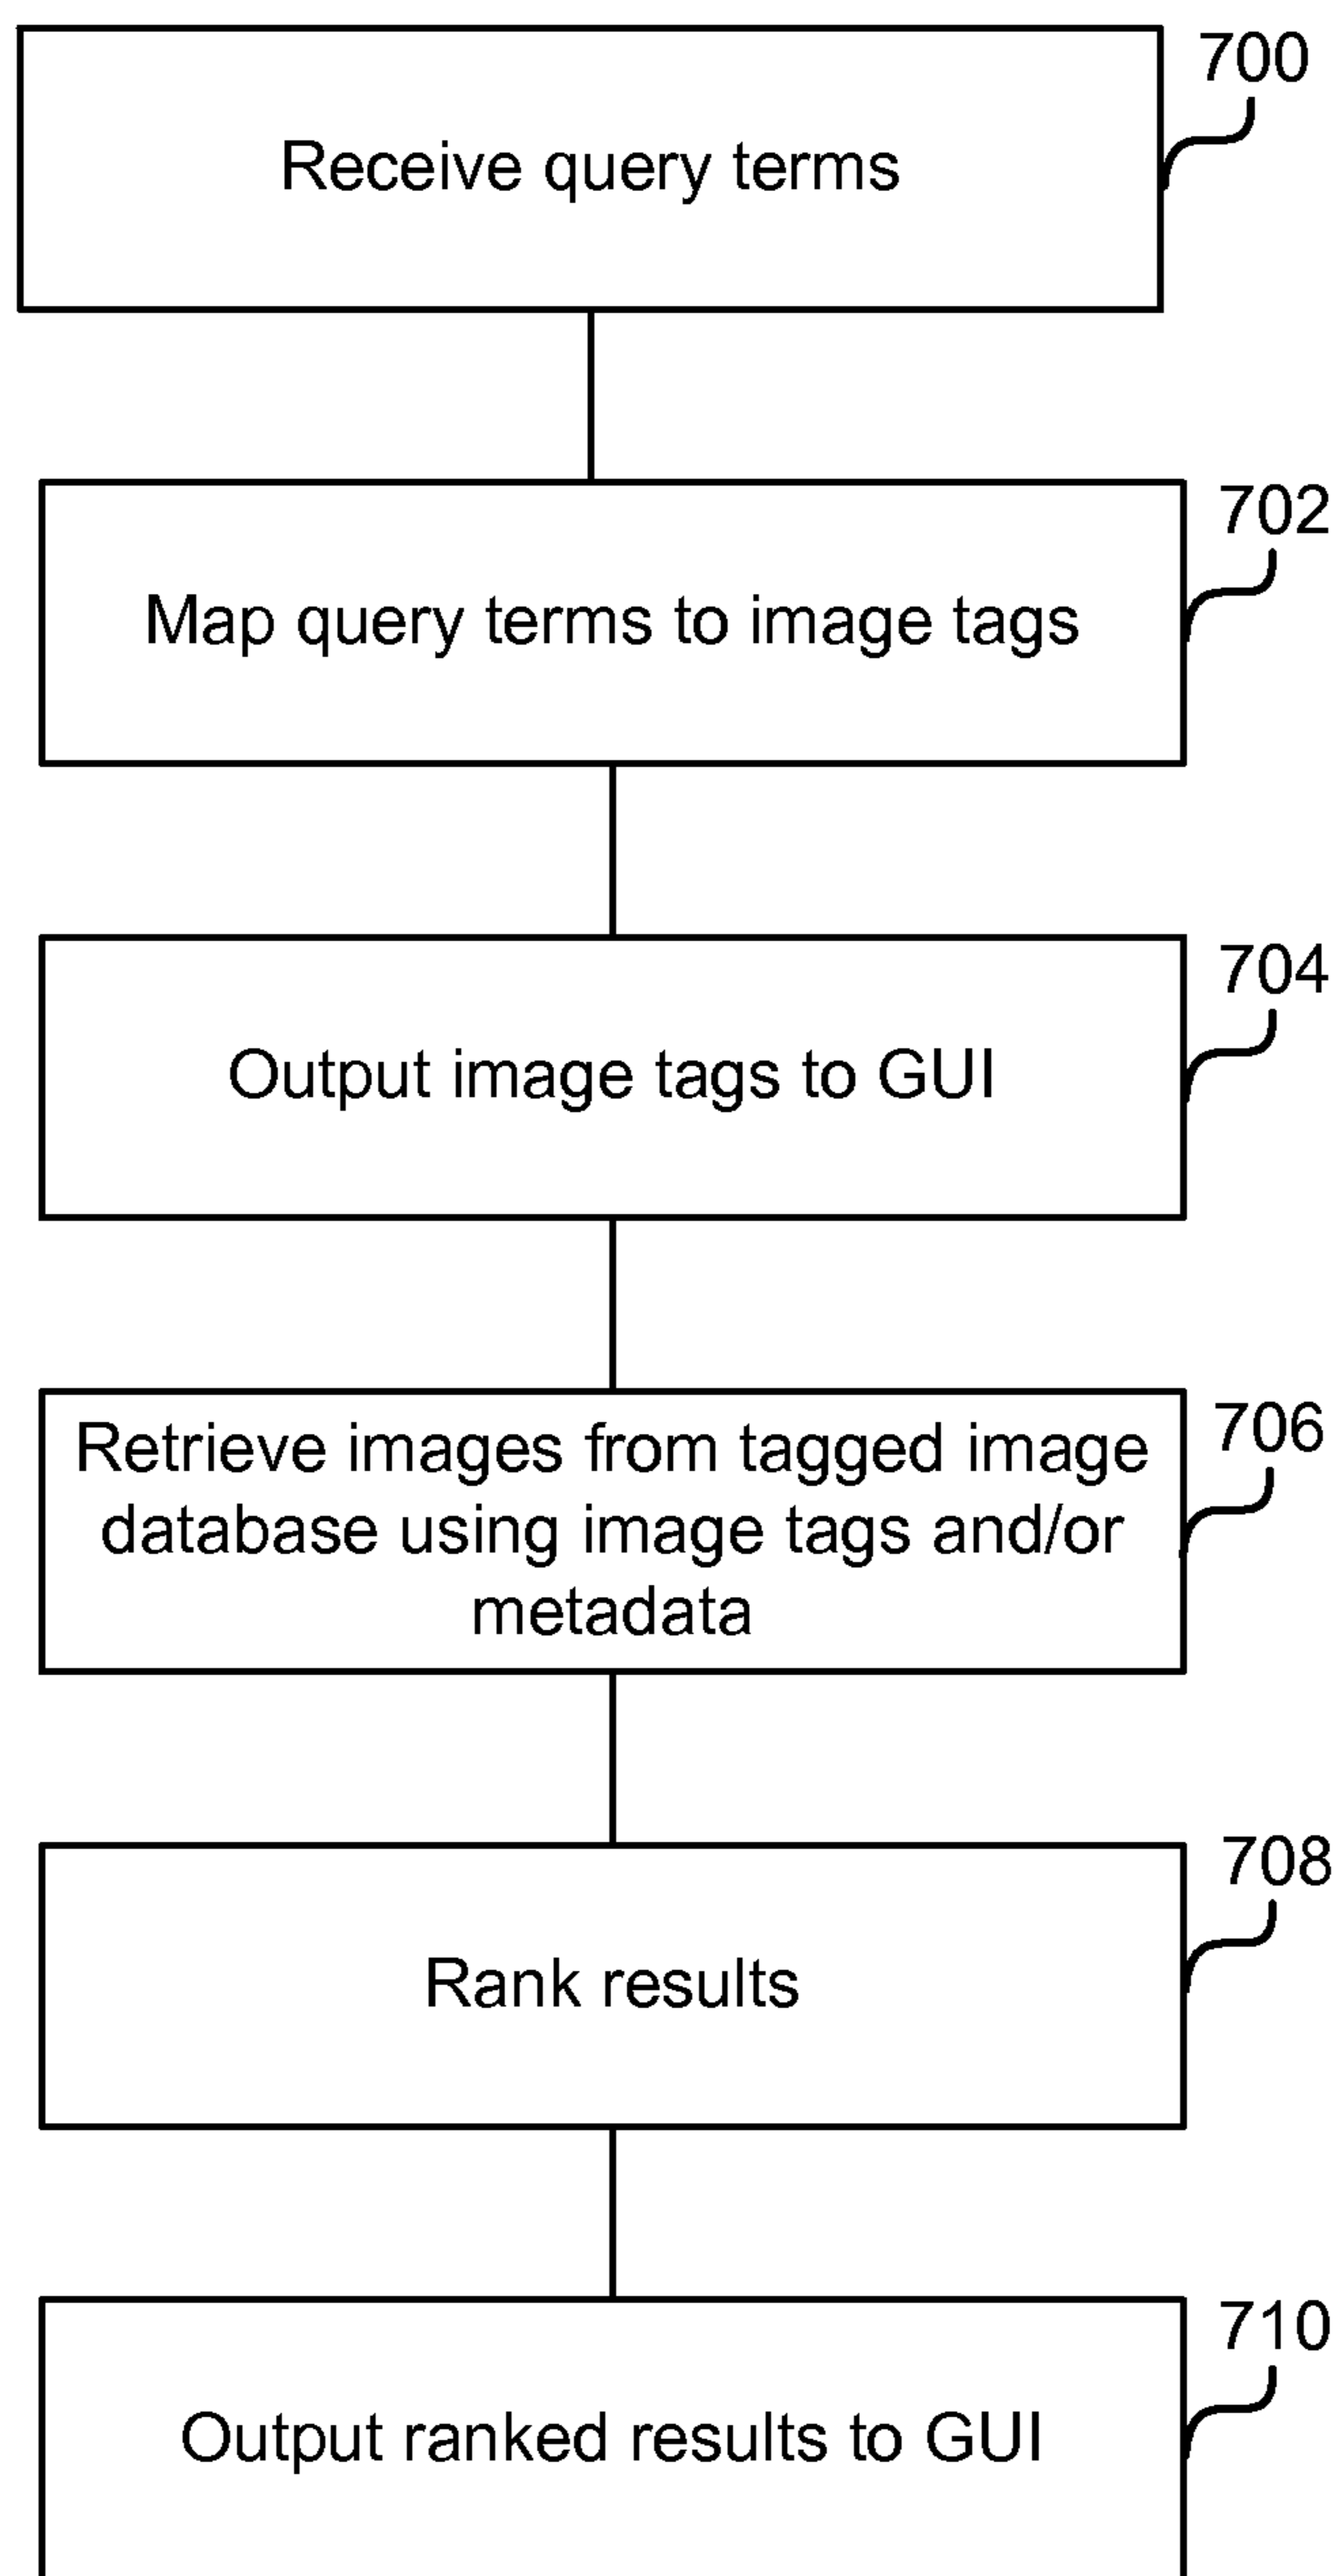 700
Receive query terms
702
Map query terms to image tags
704
Output image tags to GUI
706
Retrieve images from tagged image
database using image tags and/or
metadata
708
Rank results
710
Output ranked results to GUI